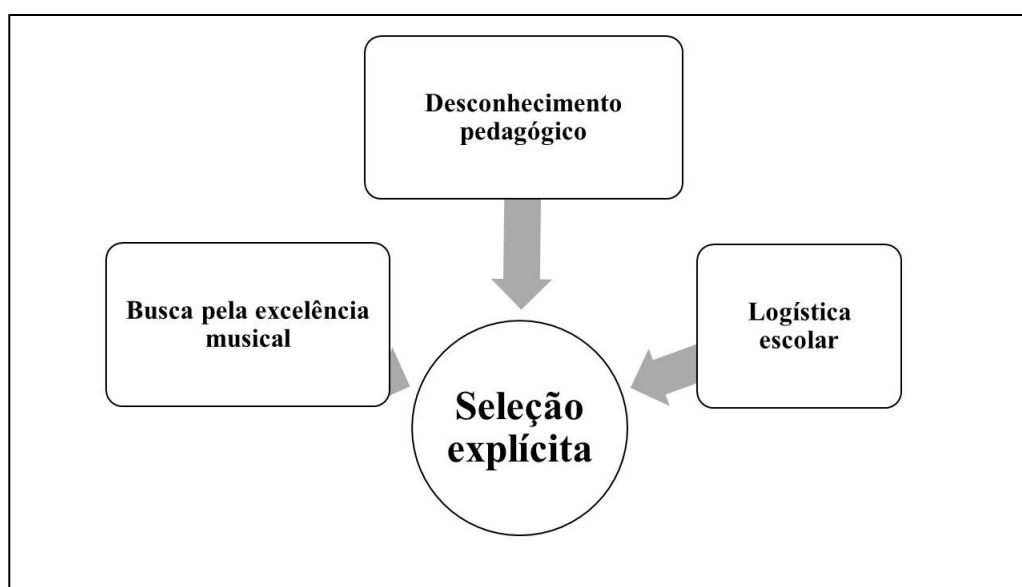 Desconhecimento
pedagógico
Busca pela excelência
musical
Logística
escolar
Seleção
explícita